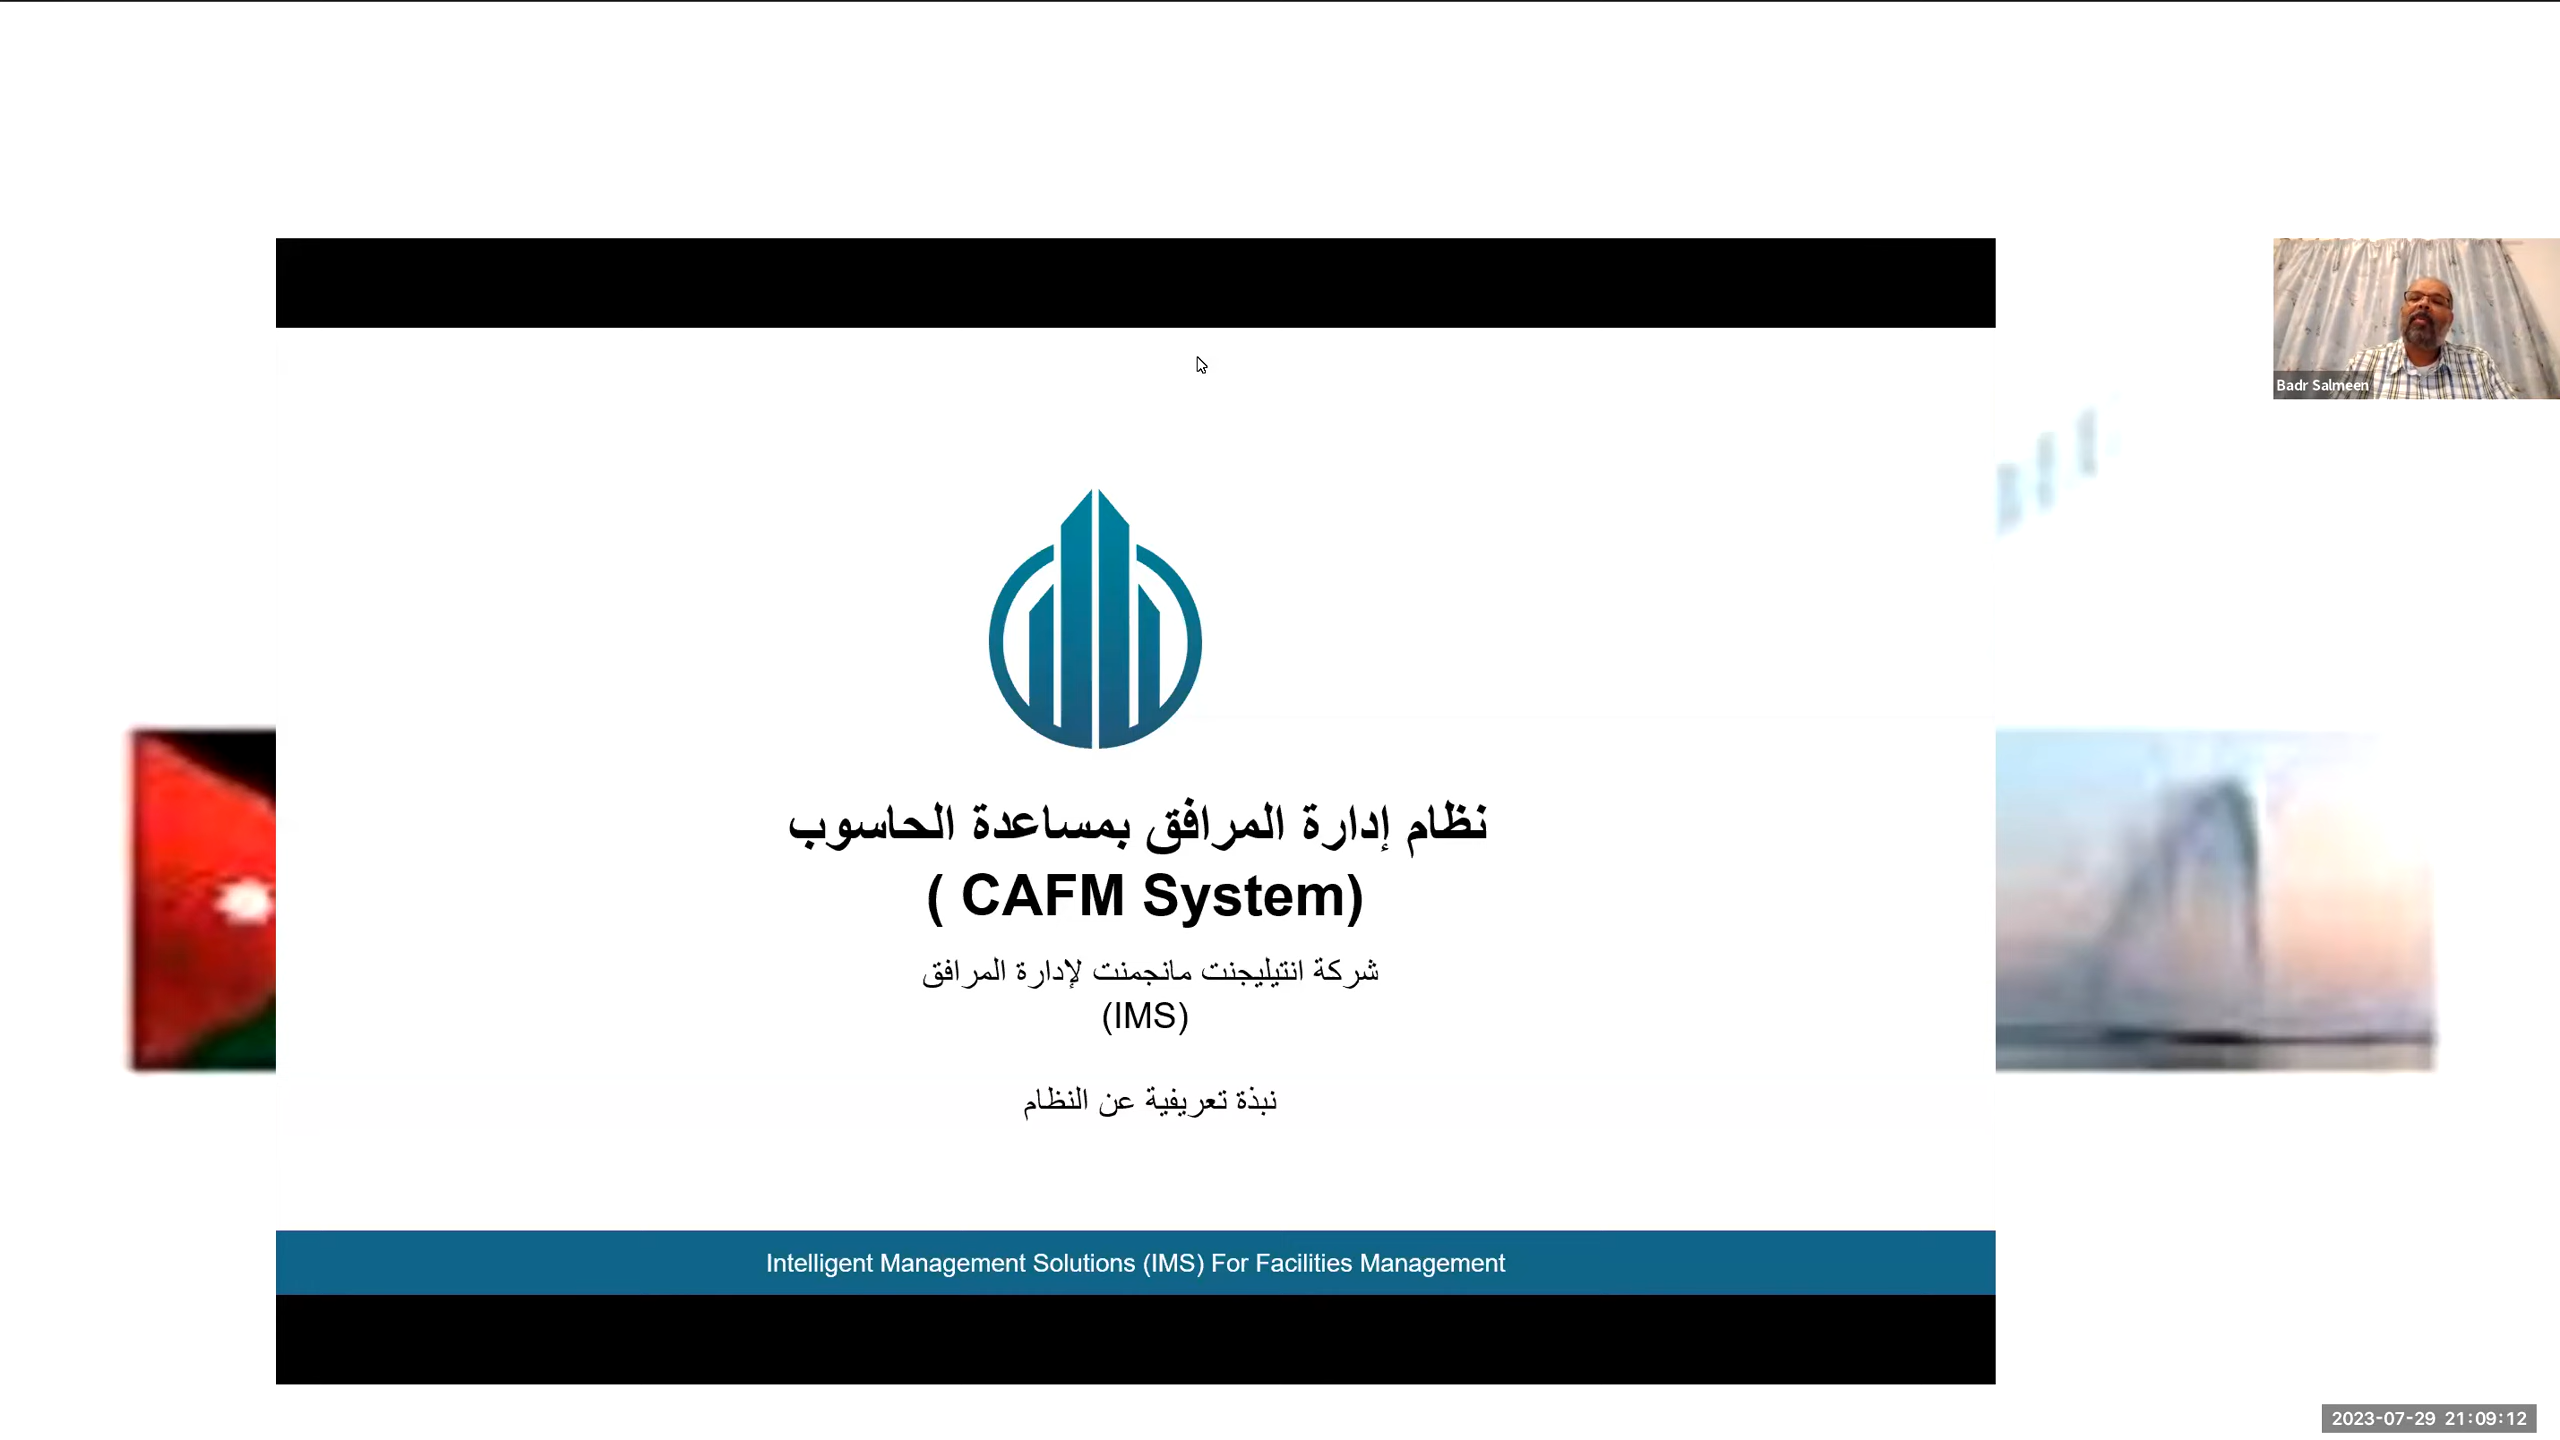 Badr Salmeen
نظام إدارة المرافق بمساعدة الحاسوب
( CAFM System)
شركة انتيليجنت مانجمنت لإدارة المرافق
(IMS)
نبذة تعريفية عن النظام
Intelligent Management Solutions (IMS) For Facilities Management
2023-07-29 21:09:12